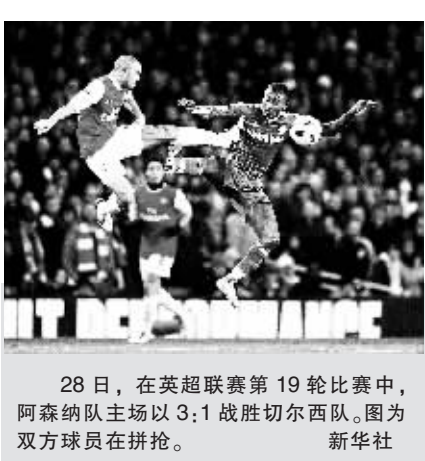 28 日，在英超联赛第 19 轮比赛中，
阿森纳队主场以 3:1 战胜切尔西队。图为
双方球员在拼抢。 新华社